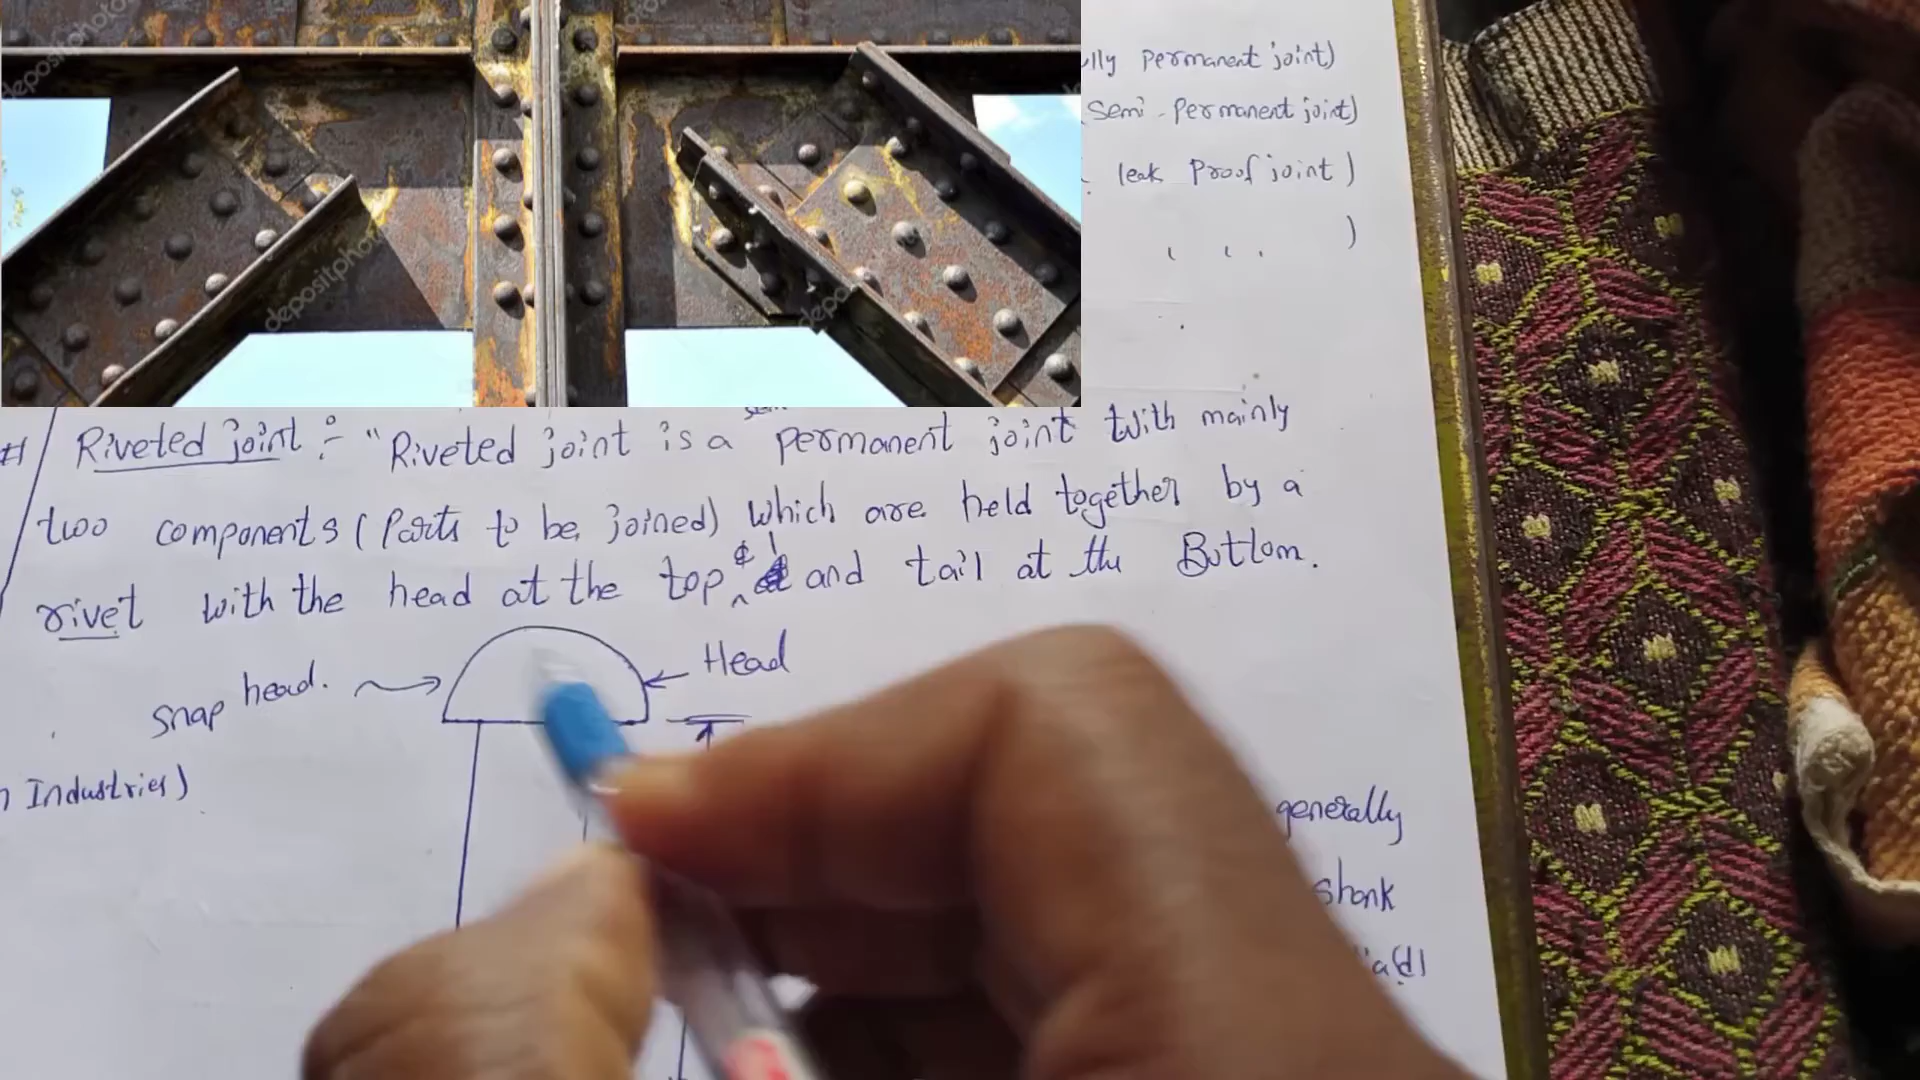 depositphotos
lly permanent joint)
semi - permanent joint)
leak Proof joint )
)
# Riveted joint :- "Riveted joint is a semi permanent joint with mainly
two components (Parts to be joined) which are held together by a
rivet with the head at the top & and tail at the Bottom.
Head
Snap head.
Industries)
generally
shank